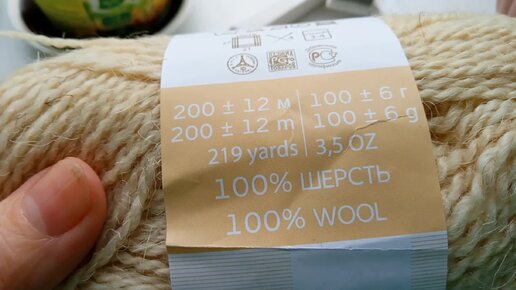 200 ± 12 м 100 ± 6 г
200 ± 12 m 100 ± 6 g
219 yards 3,5 OZ
100% ШЕРСТЬ
100% WOOL